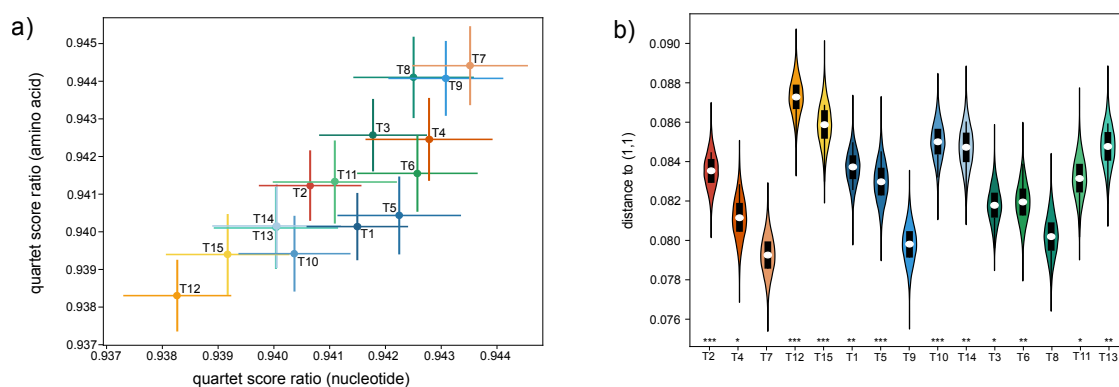 a)
quartet score ratio (amino acid)
0.945
0.944
0.943
0.942
0.941
0.940
0.939
0.938
0.937
T7
T8
T9
T3
T4
T6
T11
T2
T5
T14
T1
T13
T15
T10
T12
0.937 0.938 0.939 0.940 0.941 0.942 0.943 0.944
quartet score ratio (nucleotide)
b)
distance to (1,1)
0.090
0.088
0.086
0.084
0.082
0.080
0.078
0.076
*** * *** *** ** *** *** ** * ** * **
T2 T4 T7 T12 T15 T1 T5 T9 T10 T14 T3 T6 T8 T11 T13